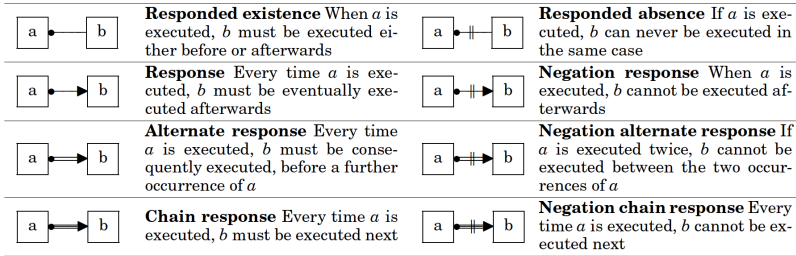 a b Responded existence When a is
executed, b must be executed ei-
ther before or afterwards
a b Responded absence If a is exe-
cuted, b can never be executed in
the same case
a b Response Every time a is exe-
cuted, b must be eventually exe-
cuted afterwards
a b Negation response When a is
executed, b cannot be executed af-
terwards
a b Alternate response Every time
a is executed, b must be conse-
quently executed, before a further
occurrence of a
a b Negation alternate response If
a is executed twice, b cannot be
executed between the two occur-
rences of a
a b Chain response Every time a is
executed, b must be executed next
a b Negation chain response Every
time a is executed, b cannot be ex-
ecuted next